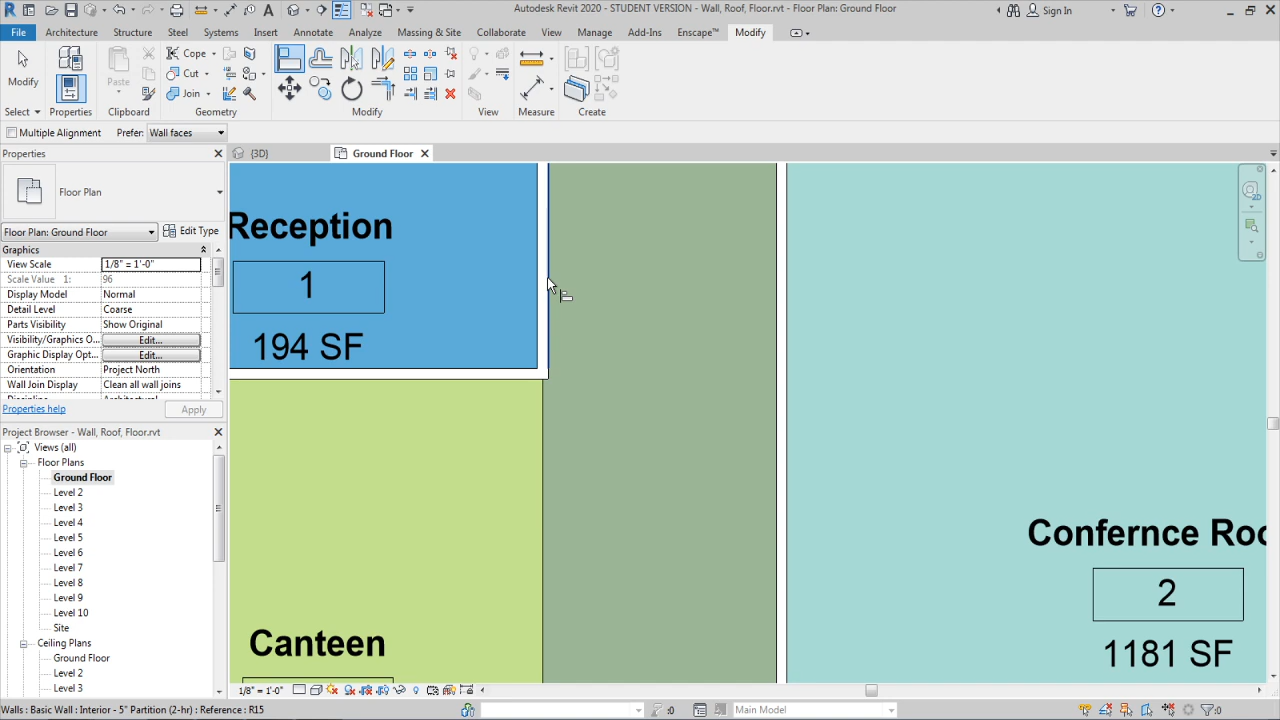 Autodesk Revit 2020 - STUDENT VERSION - Wall, Roof, Floor.rvt - Floor Plan: Ground Floor
Sign In
File Architecture Structure Steel Systems Insert Annotate Analyze Massing & Site Collaborate View Manage Add-Ins Enscape™ Modify
Modify
Paste
Cope
Cut
Join
Select Properties Clipboard Geometry Modify View Measure Create
Multiple Alignment Prefer: Wall faces
Properties
{3D}
Ground Floor
Floor Plan
Floor Plan: Ground Floor
Edit Type
Graphics
View Scale 1/8" = 1'-0"
Scale Value 1: 96
Display Model Normal
Detail Level Coarse
Parts Visibility Show Original
Visibility/Graphics O... Edit...
Graphic Display Opt... Edit...
Orientation Project North
Wall Join Display Clean all wall joins
Discipline Architectural
Properties help
Apply
Project Browser - Wall, Roof, Floor.rvt
Views (all)
Floor Plans
Ground Floor
Level 2
Level 3
Level 4
Level 5
Level 6
Level 7
Level 8
Level 9
Level 10
Site
Ceiling Plans
Ground Floor
Level 2
Level 3
Reception
1
194 SF
Canteen
Confernce Roo
2
1181 SF
2D
1/8" = 1'-0"
Walls : Basic Wall : Interior - 5" Partition (2-hr) : Reference : R15
:0
Main Model
:0